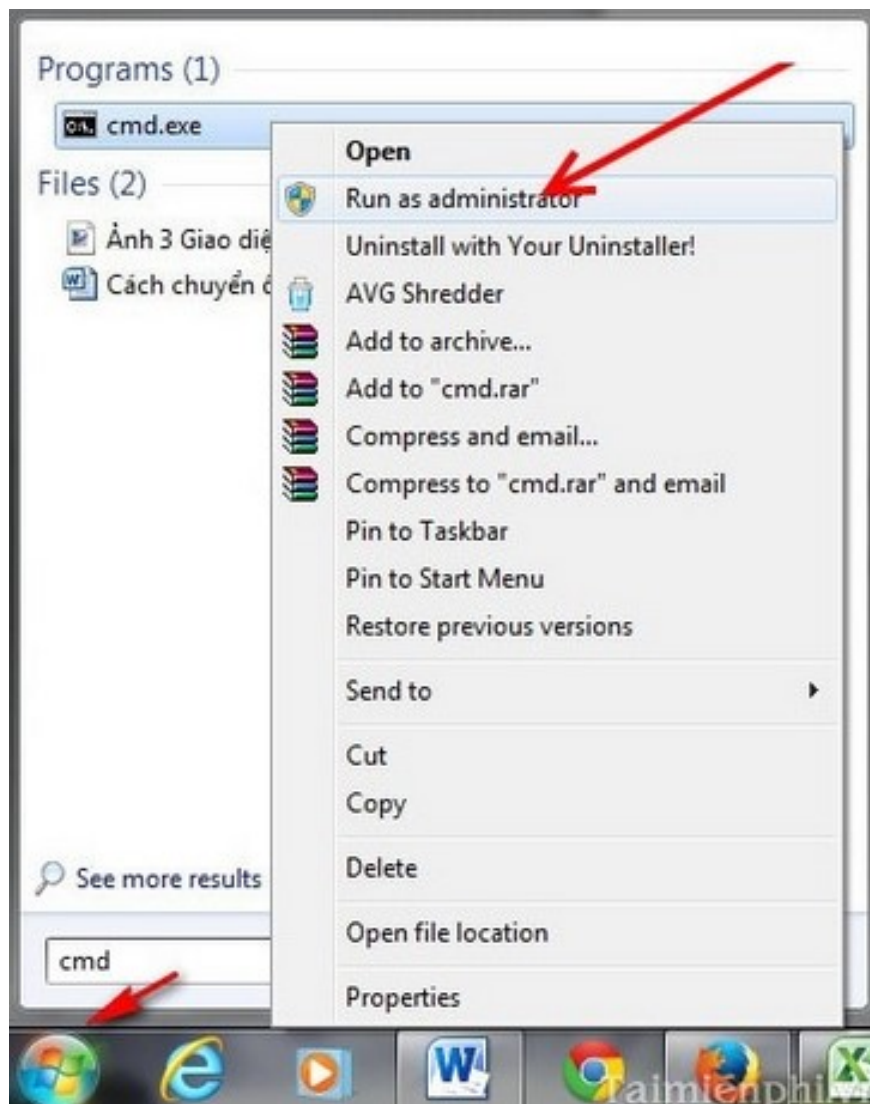 Programs (1)
cmd.exe
Files (2)
Ảnh 3 Giao diệ
Cách chuyển
See more results
cmd
Open
Run as administrator
Uninstall with Your Uninstaller!
AVG Shredder
Add to archive...
Add to "cmd.rar"
Compress and email...
Compress to "cmd.rar" and email
Pin to Taskbar
Pin to Start Menu
Restore previous versions
Send to
Cut
Copy
Delete
Open file location
Properties
Taimienphi.v